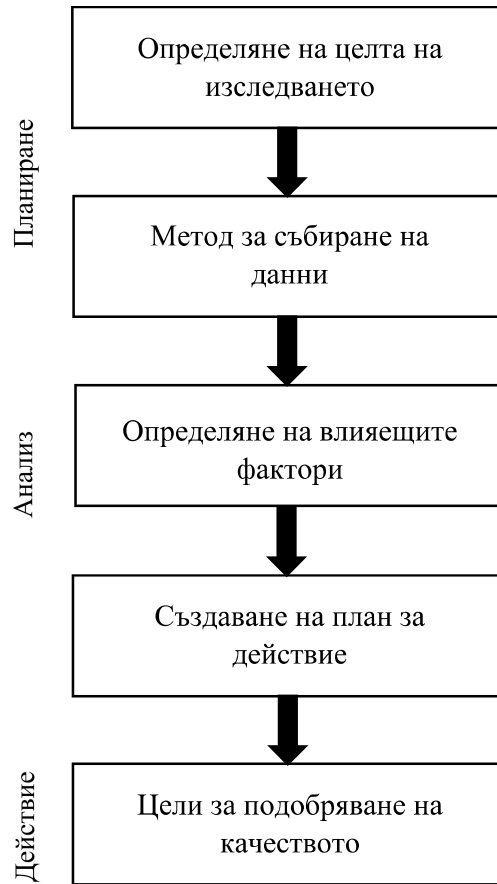 Планиране
Определяне на целта на
изследването
Метод за събиране на
данни
Анализ
Определяне на влияещите
фактори
Създаване на план за
действие
Действие
Цели за подобряване на
качеството